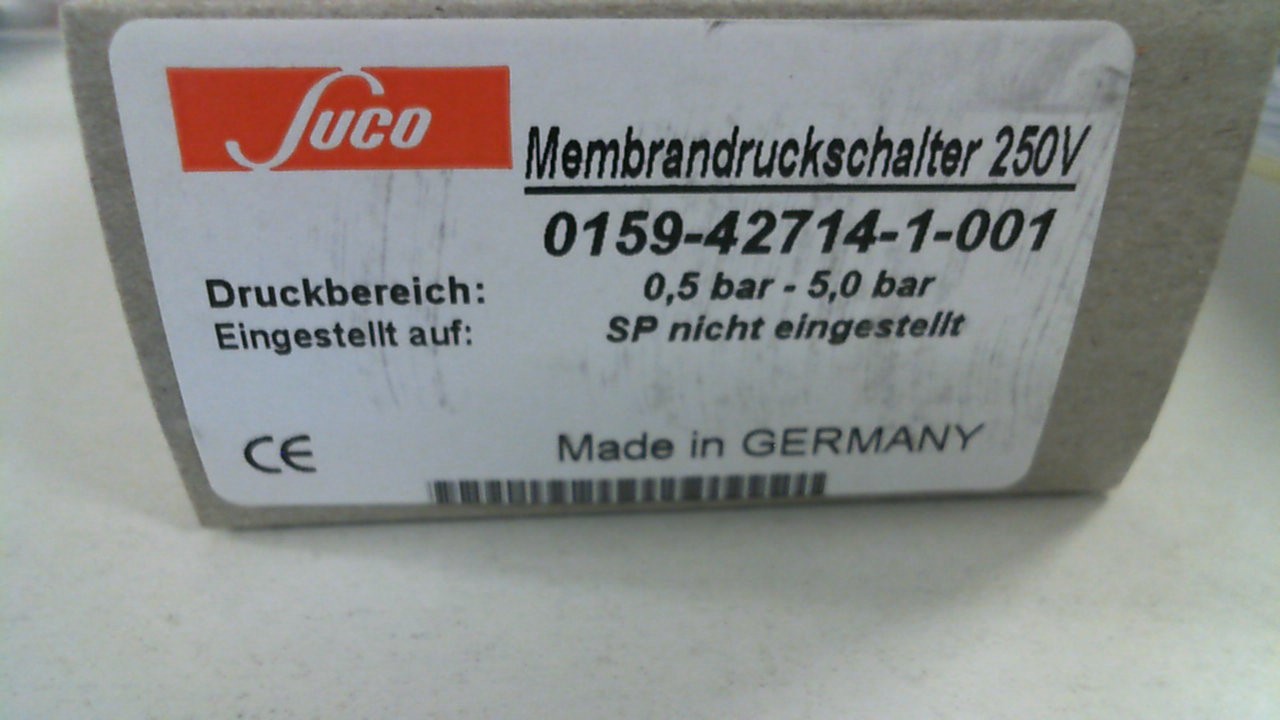 Suco
Membrandruckschalter 250V
0159-42714-1-001
Druckbereich: 0,5 bar - 5,0 bar
Eingestellt auf: SP nicht eingestellt
CE Made in GERMANY